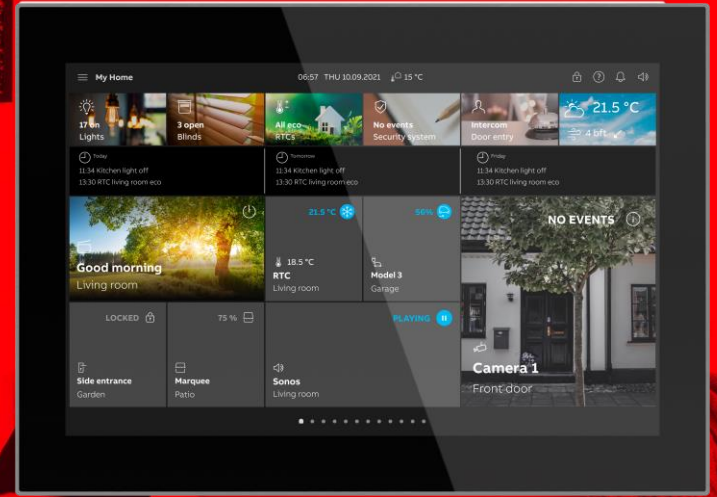 My Home
06:57 THU 10.09.2021 15 °C
17 on
Lights
3 open
Blinds
All eco
RTCs
No events
Security system
Intercom
Door entry
21.5 °C
4 bft
Today
11:34 Kitchen light off
13:30 RTC living room eco
Tomorrow
11:34 Kitchen light off
13:30 RTC living room eco
Friday
11:34 Kitchen light off
13:30 RTC living room eco
Good morning
Living room
21.5 °C
18.5 °C
RTC
Living room
56%
Model 3
Garage
NO EVENTS
Camera 1
Front door
LOCKED
Side entrance
Garden
75 %
Marquee
Patio
PLAYING
Sonos
Living room